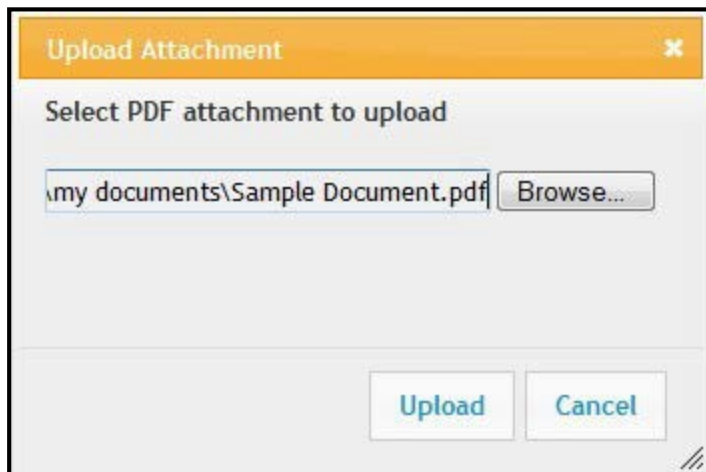 Upload Attachment
Select PDF attachment to upload
\my documents\Sample Document.pdf Browse...
Upload Cancel